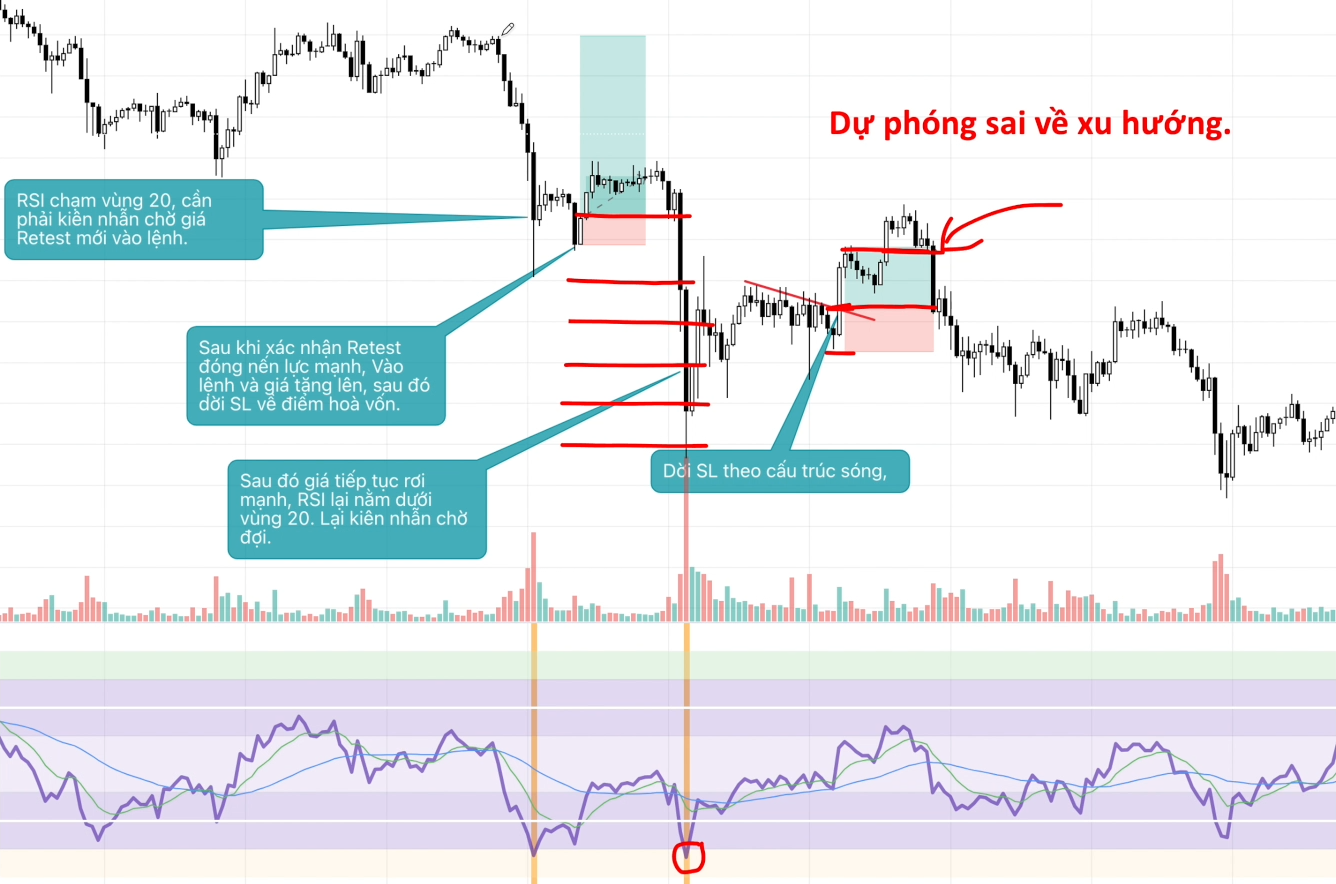 Dự phóng sai về xu hướng.
RSI chạm vùng 20, cần
phải kiên nhẫn chờ giá
Retest mới vào lệnh.
Sau khi xác nhận Retest
đóng nến lực mạnh, Vào
lệnh và giá tăng lên, sau đó
dời SL về điểm hoà vốn.
Sau đó giá tiếp tục rơi
mạnh, RSI lại nằm dưới
vùng 20. Lại kiên nhẫn chờ
đợi.
Dời SL theo cấu trúc sóng,